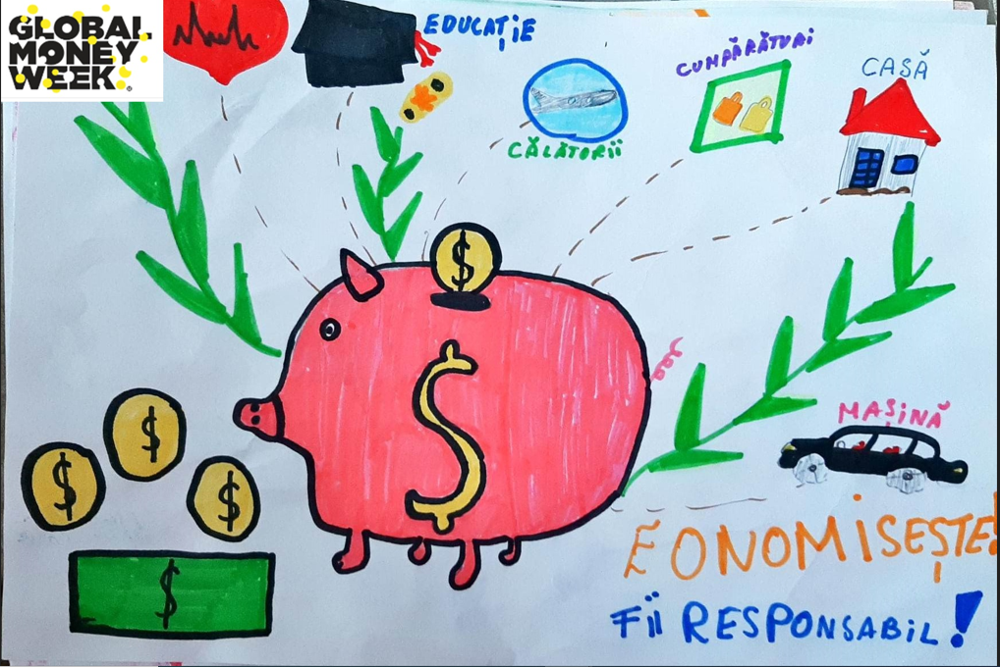 GLOBAL
MONEY
WEEK®
EDUCAȚiE
CUMPĂRĂTURi
CASĂ
CĂLĂTORii
$
$
MAȘiNĂ
$
$
$
$
EONOMiSEȘTE!
Fii RESPONSABiL!